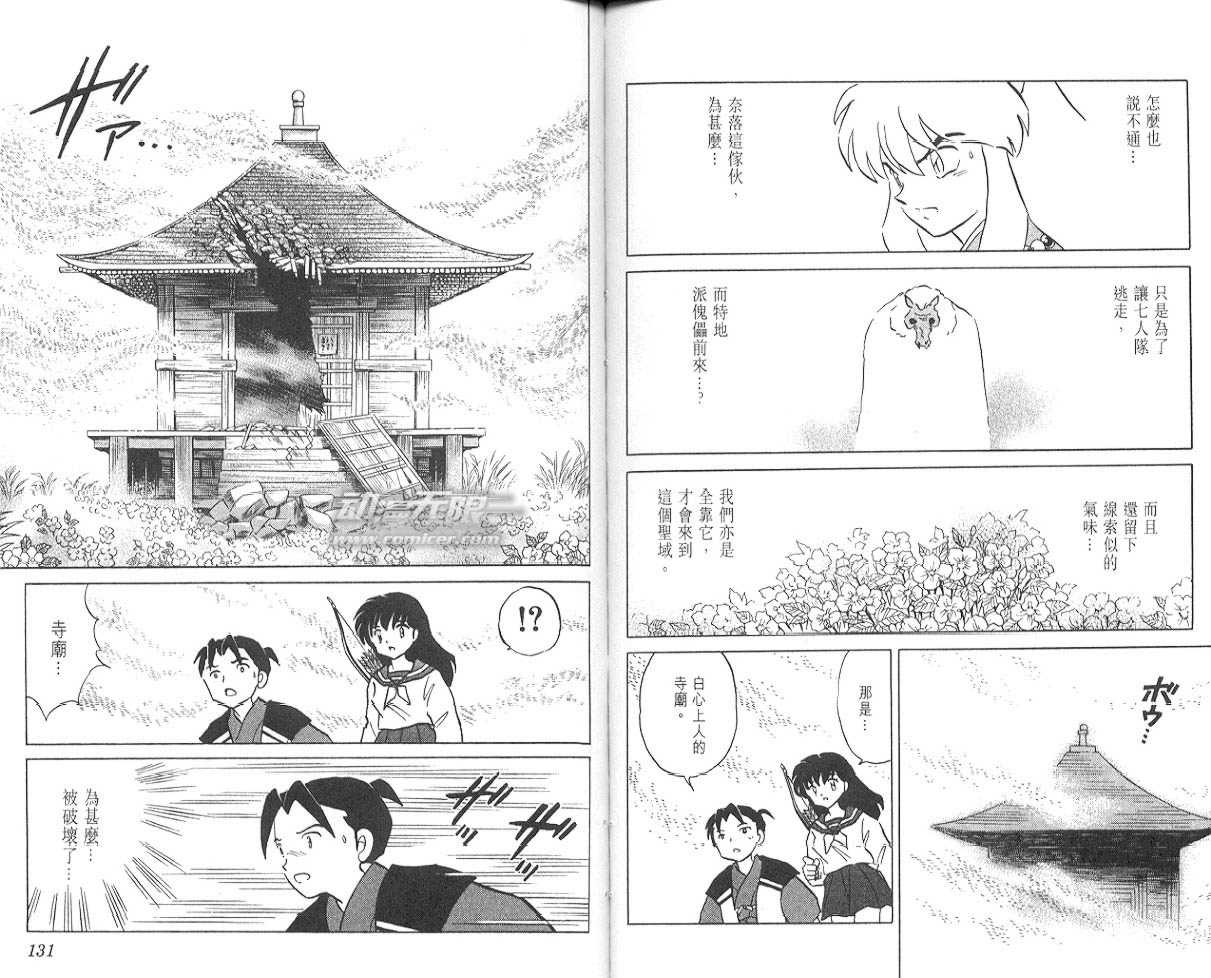 怎麼也
説不通…
奈落這傢伙，
為甚麼…
只是為了
讓七人隊
逃走，
而特地
派傀儡前來…?
而且
還留下
線索似的
氣味…
我們亦是
全靠它，
才會來到
這個聖域。
ボゥ…
那是…
白心上人的
寺廟。
ザァ…
动漫无限
www.comicer.com
!?
寺廟…
ザッ
ザッ
為甚麼…
被破壞了…
131